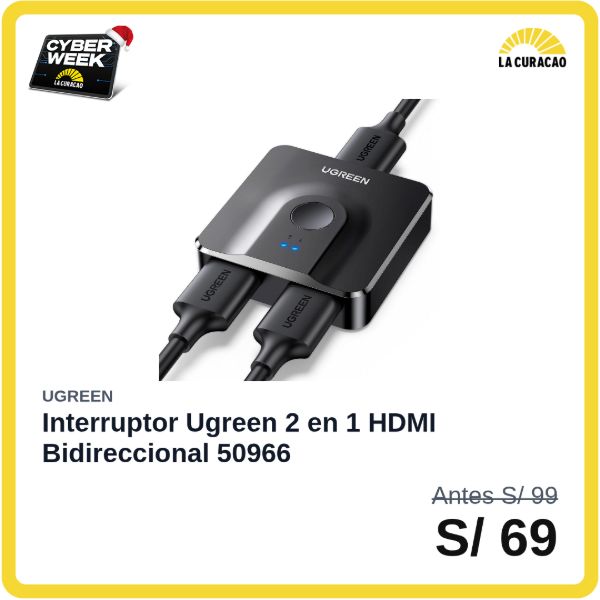 CYBER
WEEK
LA CURACAO
LA CURACAO
UGREEN
UGREEN
UGREEN
UGREEN
UGREEN
Interruptor Ugreen 2 en 1 HDMI
Bidireccional 50966
Antes S/ 99
S/ 69